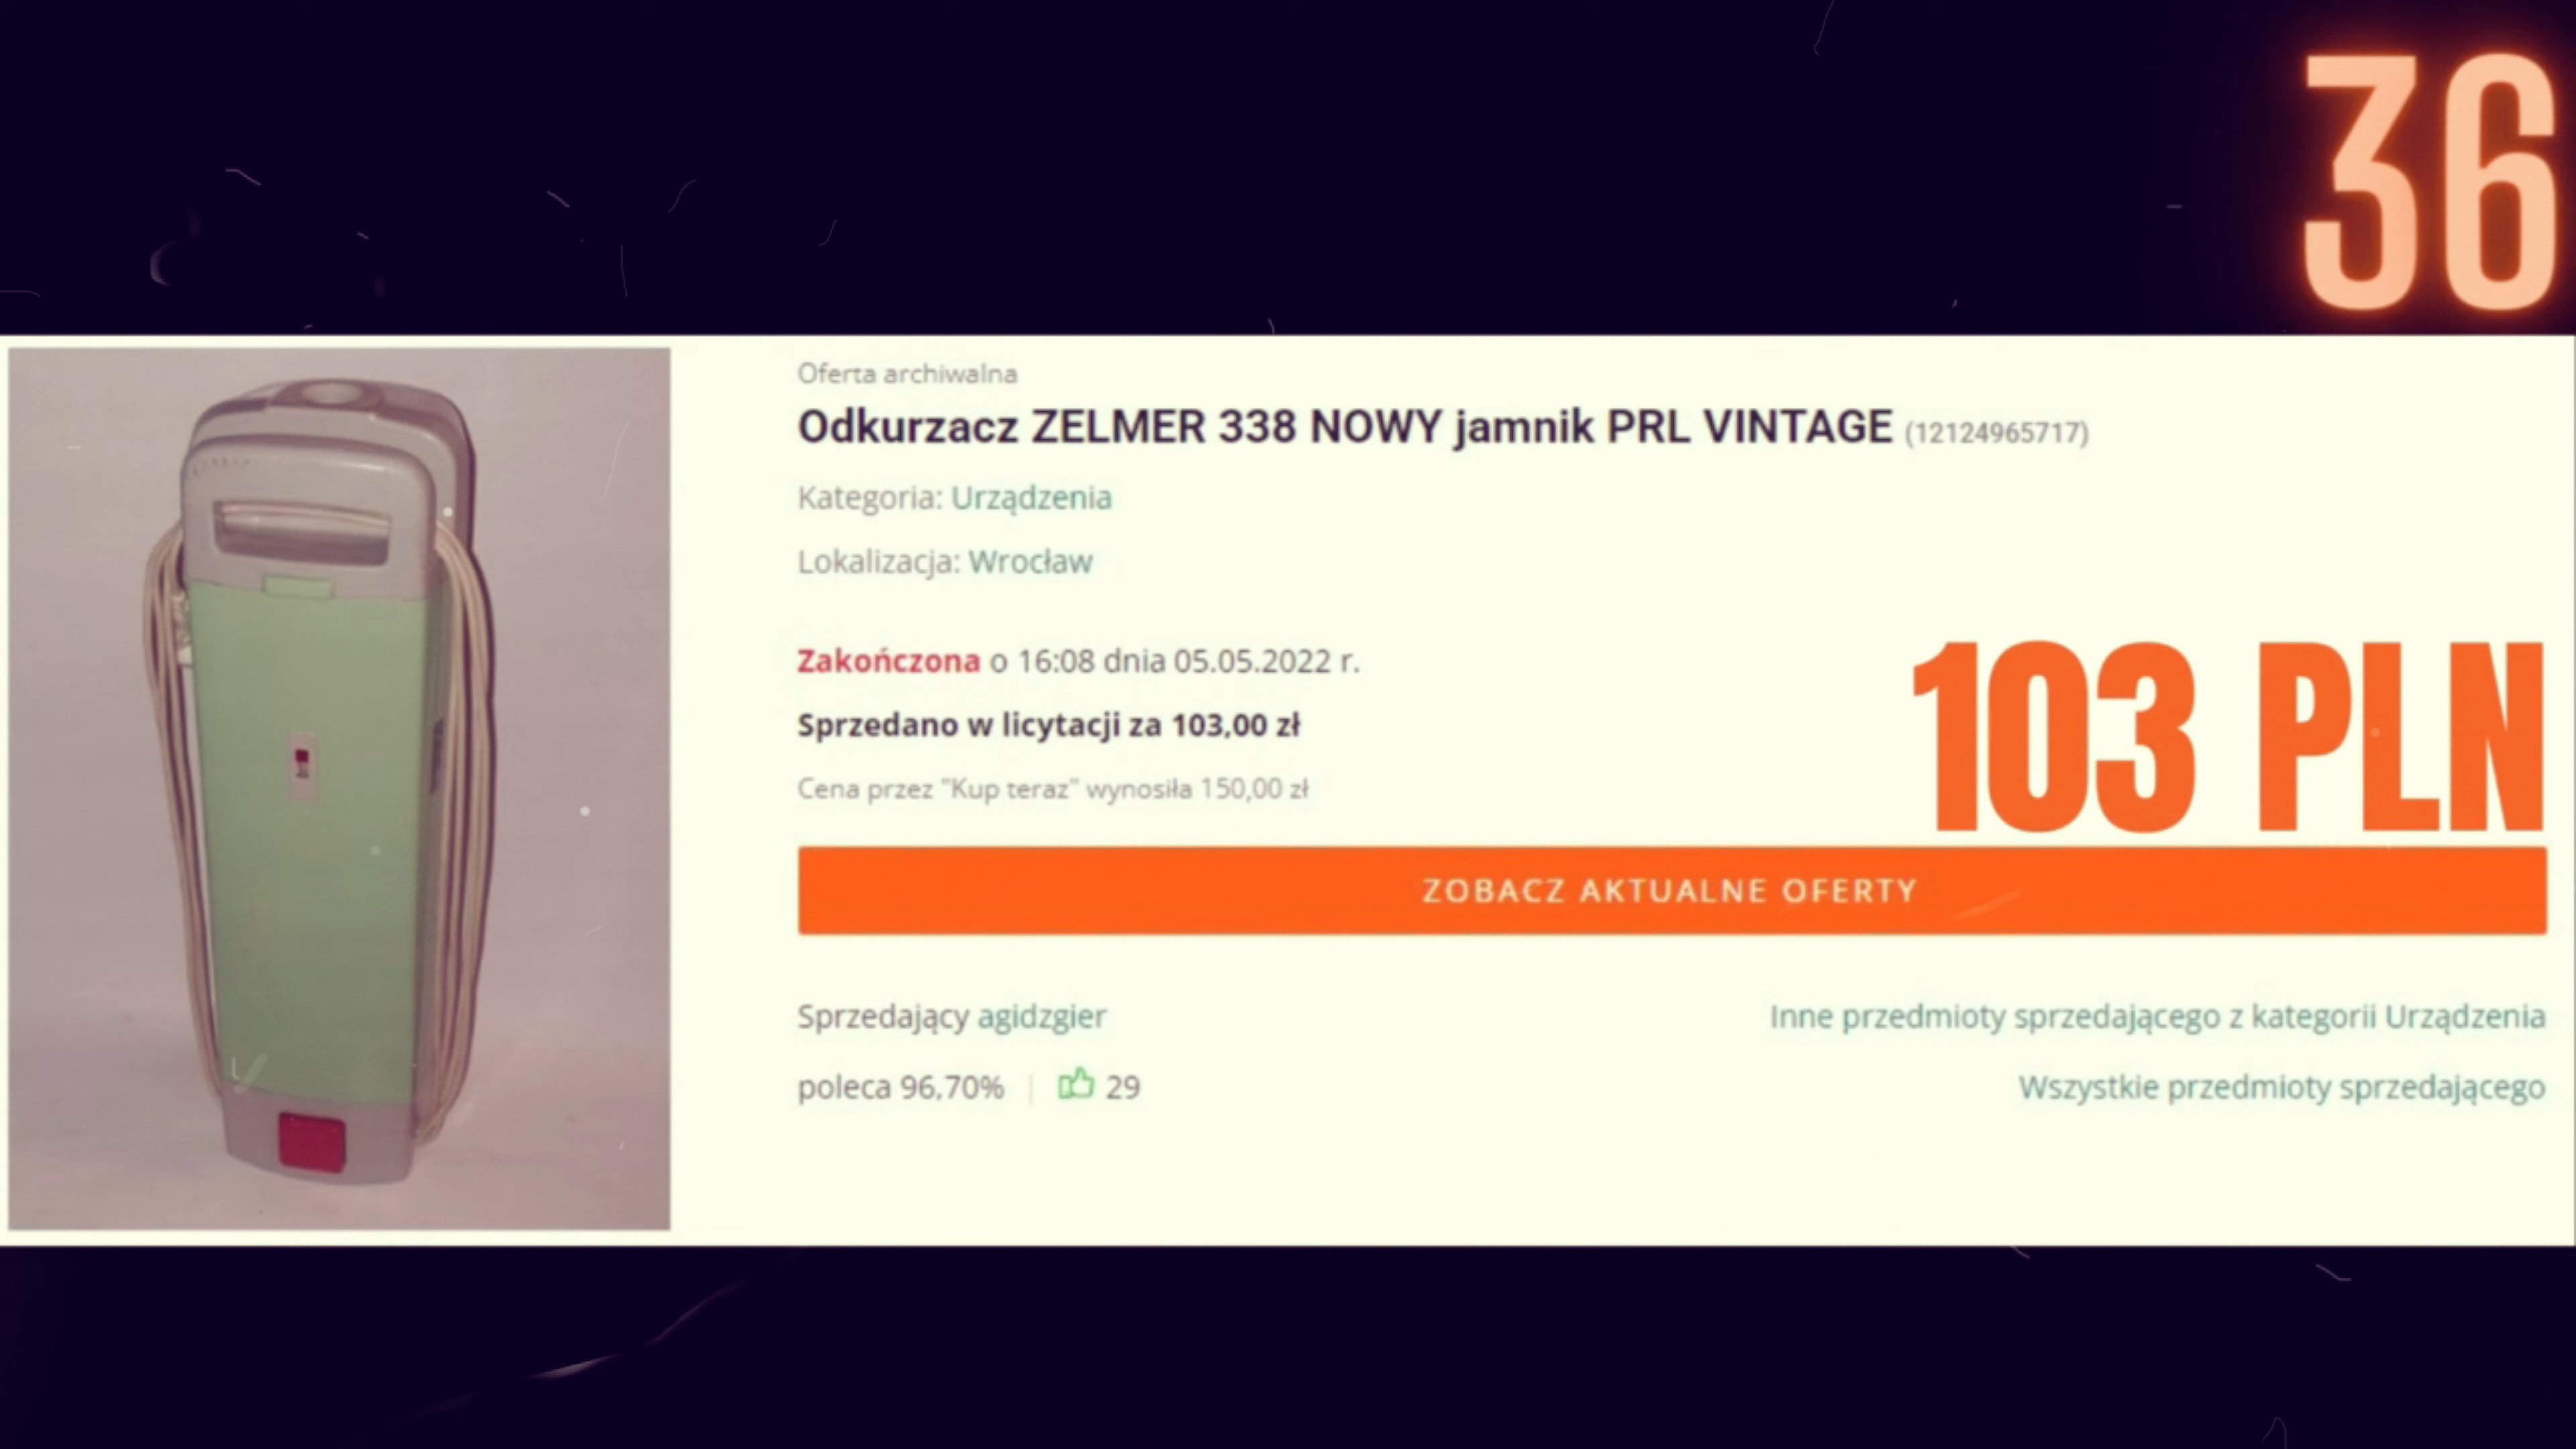 36
Oferta archiwalna
Odkurzacz ZELMER 338 NOWY jamnik PRL VINTAGE (12124965717)
Kategoria: Urządzenia
Lokalizacja: Wrocław
Zakończona o 16:08 dnia 05.05.2022 r.
Sprzedano w licytacji za 103,00 zł
Cena przez "Kup teraz" wynosiła 150,00 zł
103 PLN
ZOBACZ AKTUALNE OFERTY
Sprzedający agidzgier
Inne przedmioty sprzedającego z kategorii Urządzenia
poleca 96,70% | 29
Wszystkie przedmioty sprzedającego